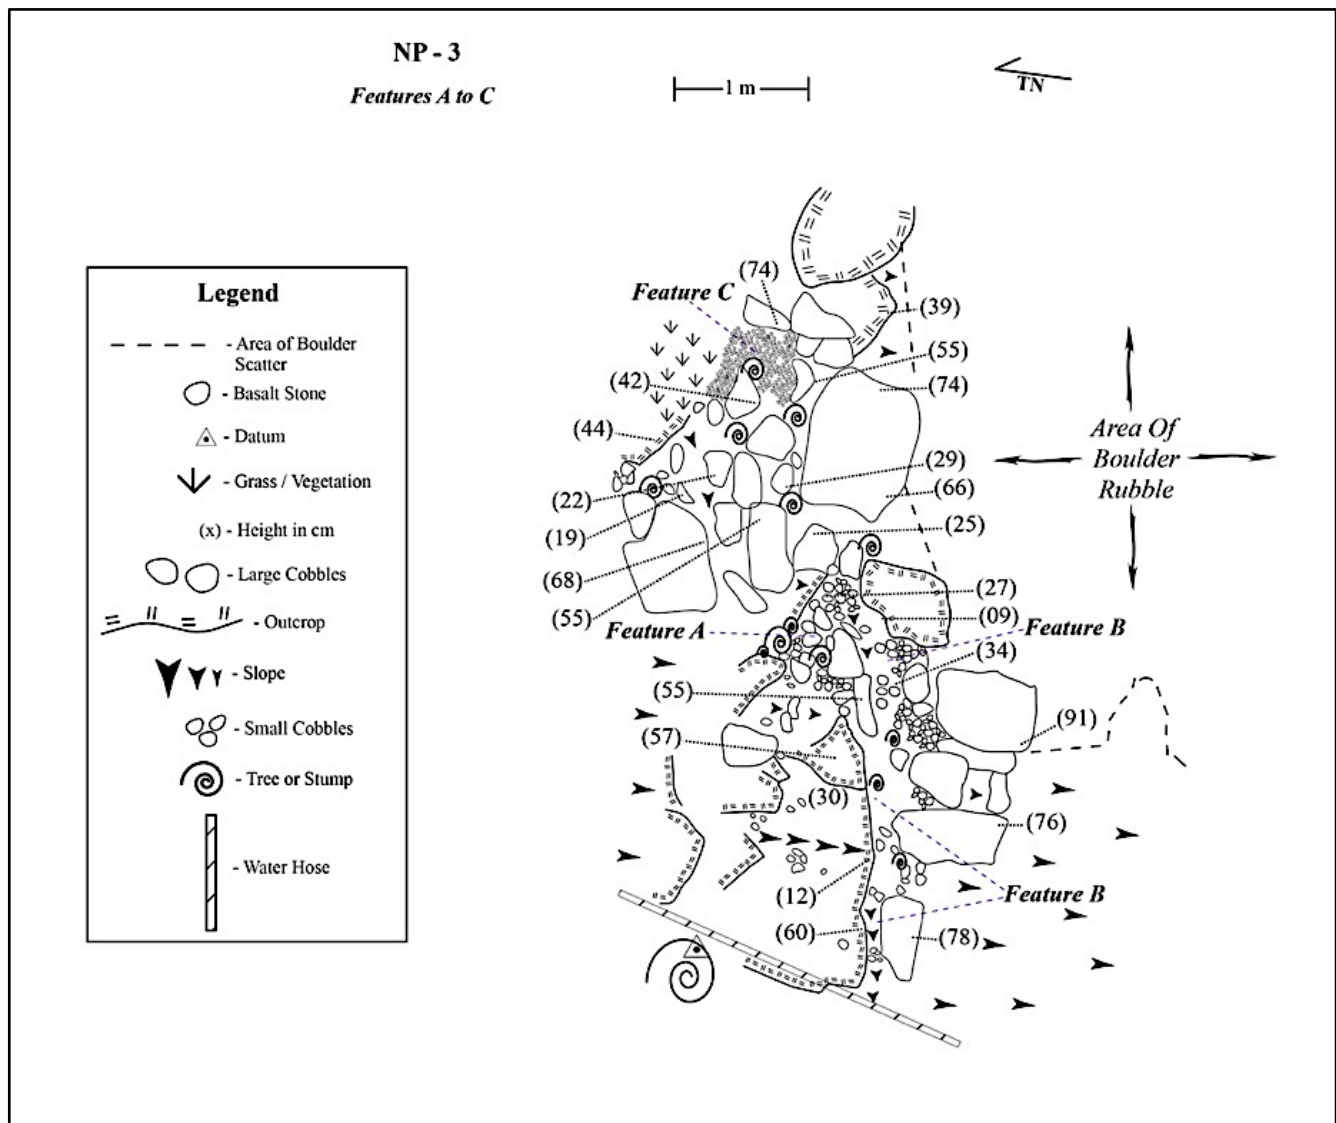 NP - 3
Features A to C
1 m
TN
Legend
- Area of Boulder
Scatter
- Basalt Stone
- Datum
- Grass / Vegetation
(x) - Height in cm
- Large Cobbles
- Outcrop
- Slope
- Small Cobbles
- Tree or Stump
- Water Hose
(74)
Feature C
(39)
(55)
(42)
(74)
(44)
Area Of
Boulder
Rubble
(29)
(22)
(66)
(19)
(25)
(68)
(27)
(55)
(09)
Feature A
Feature B
(34)
(55)
(91)
(57)
(30)
(76)
(12)
Feature B
(60)
(78)